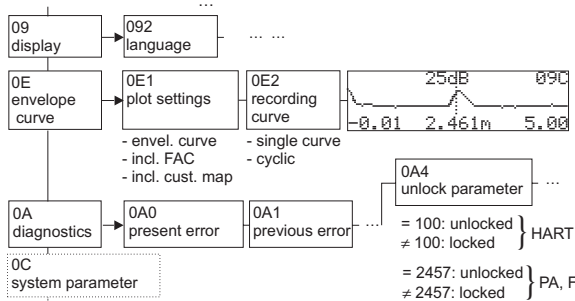 ...
09
display
092
language
... ...
0E
envelope
curve
0E1
plot settings
0E2
recording
curve
25dB 09C
-0.01 2.461m 5.00
- envel. curve
- incl. FAC
- incl. cust. map
- single curve
- cyclic
0A
diagnostics
0A0
present error
0A1
previous error
...
0A4
unlock parameter
...
= 100: unlocked
≠ 100: locked
HART
= 2457: unlocked
≠ 2457: locked
PA,
0C
system parameter